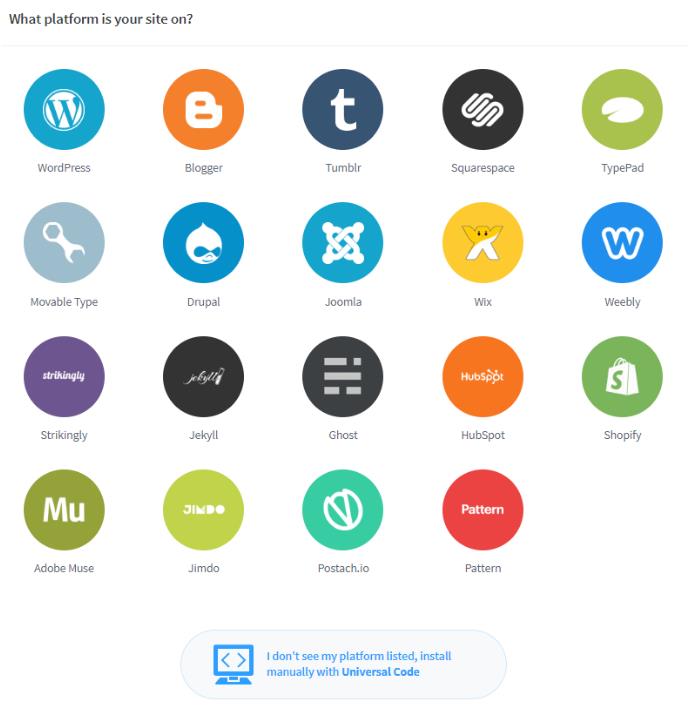 What platform is your site on?
WordPress Blogger t Tumblr Squarespace TypePad
Movable Type Drupal Joomla Wix W Weebly
strikingly jekyll HubSpot S
Strikingly Jekyll Ghost HubSpot Shopify
Mu JIMDO Pattern
Adobe Muse Jimdo Postach.io Pattern
I don't see my platform listed, install
manually with Universal Code